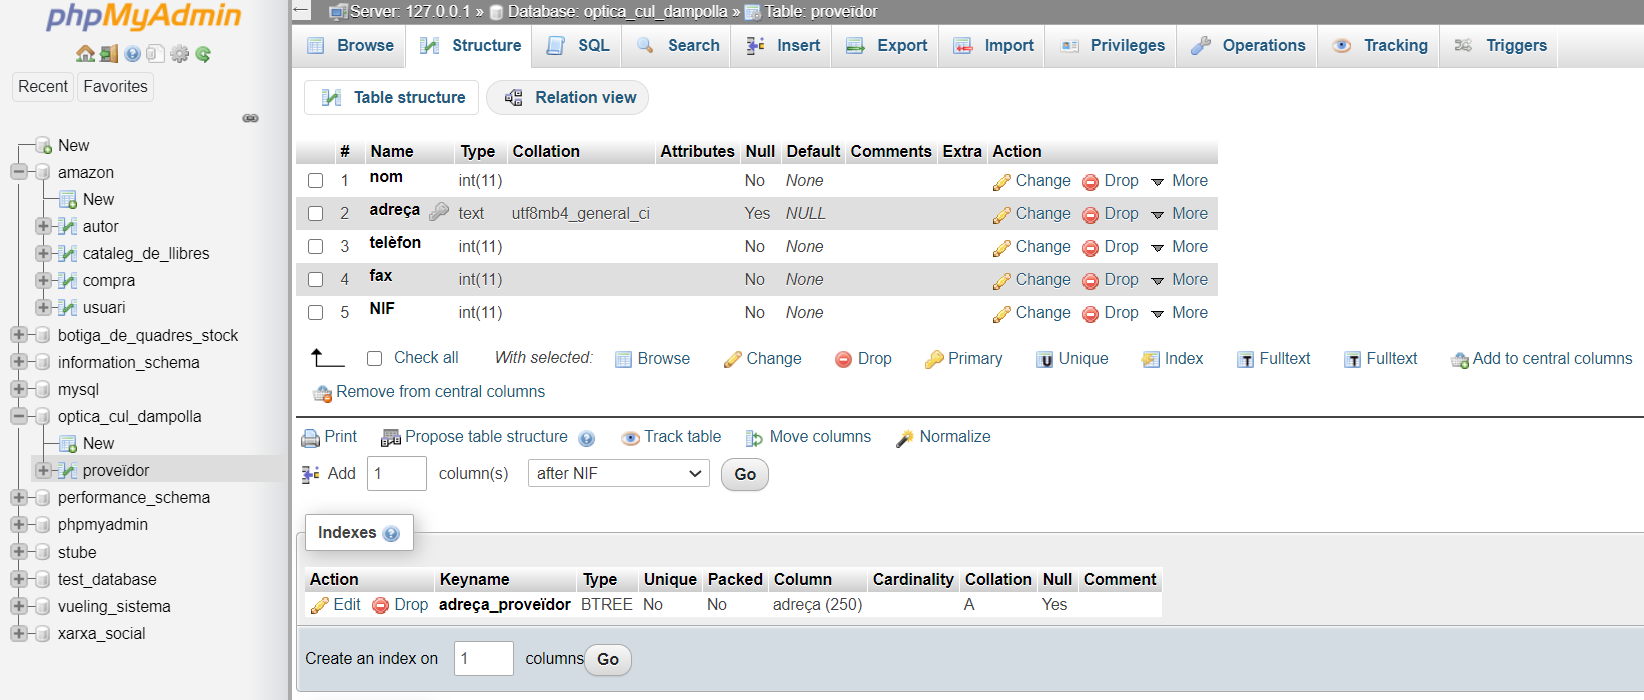 phpMyAdmin
Recent Favorites
New
amazon
New
autor
cataleg_de_llibres
compra
usuari
botiga_de_quadres_stock
information_schema
mysql
optica_cul_dampolla
New
proveïdor
performance_schema
phpmyadmin
stube
test_database
vueling_sistema
xarxa_social
Server: 127.0.0.1 » Database: optica_cul_dampolla » Table: proveïdor
Browse Structure SQL Search Insert Export Import Privileges Operations Tracking Triggers
Table structure Relation view
# Name Type Collation Attributes Null Default Comments Extra Action
1 nom int(11) No None Change Drop More
2 adreça text utf8mb4_general_ci Yes NULL Change Drop More
3 telèfon int(11) No None Change Drop More
4 fax int(11) No None Change Drop More
5 NIF int(11) No None Change Drop More
Check all With selected: Browse Change Drop Primary Unique Index Fulltext Fulltext Add to central columns
Remove from central columns
Print Propose table structure Track table Move columns Normalize
Add 1 column(s) after NIF Go
Indexes
Action Keyname Type Unique Packed Column Cardinality Collation Null Comment
Edit Drop adreça_proveïdor BTREE No No adreça (250) A Yes
Create an index on 1 columns Go